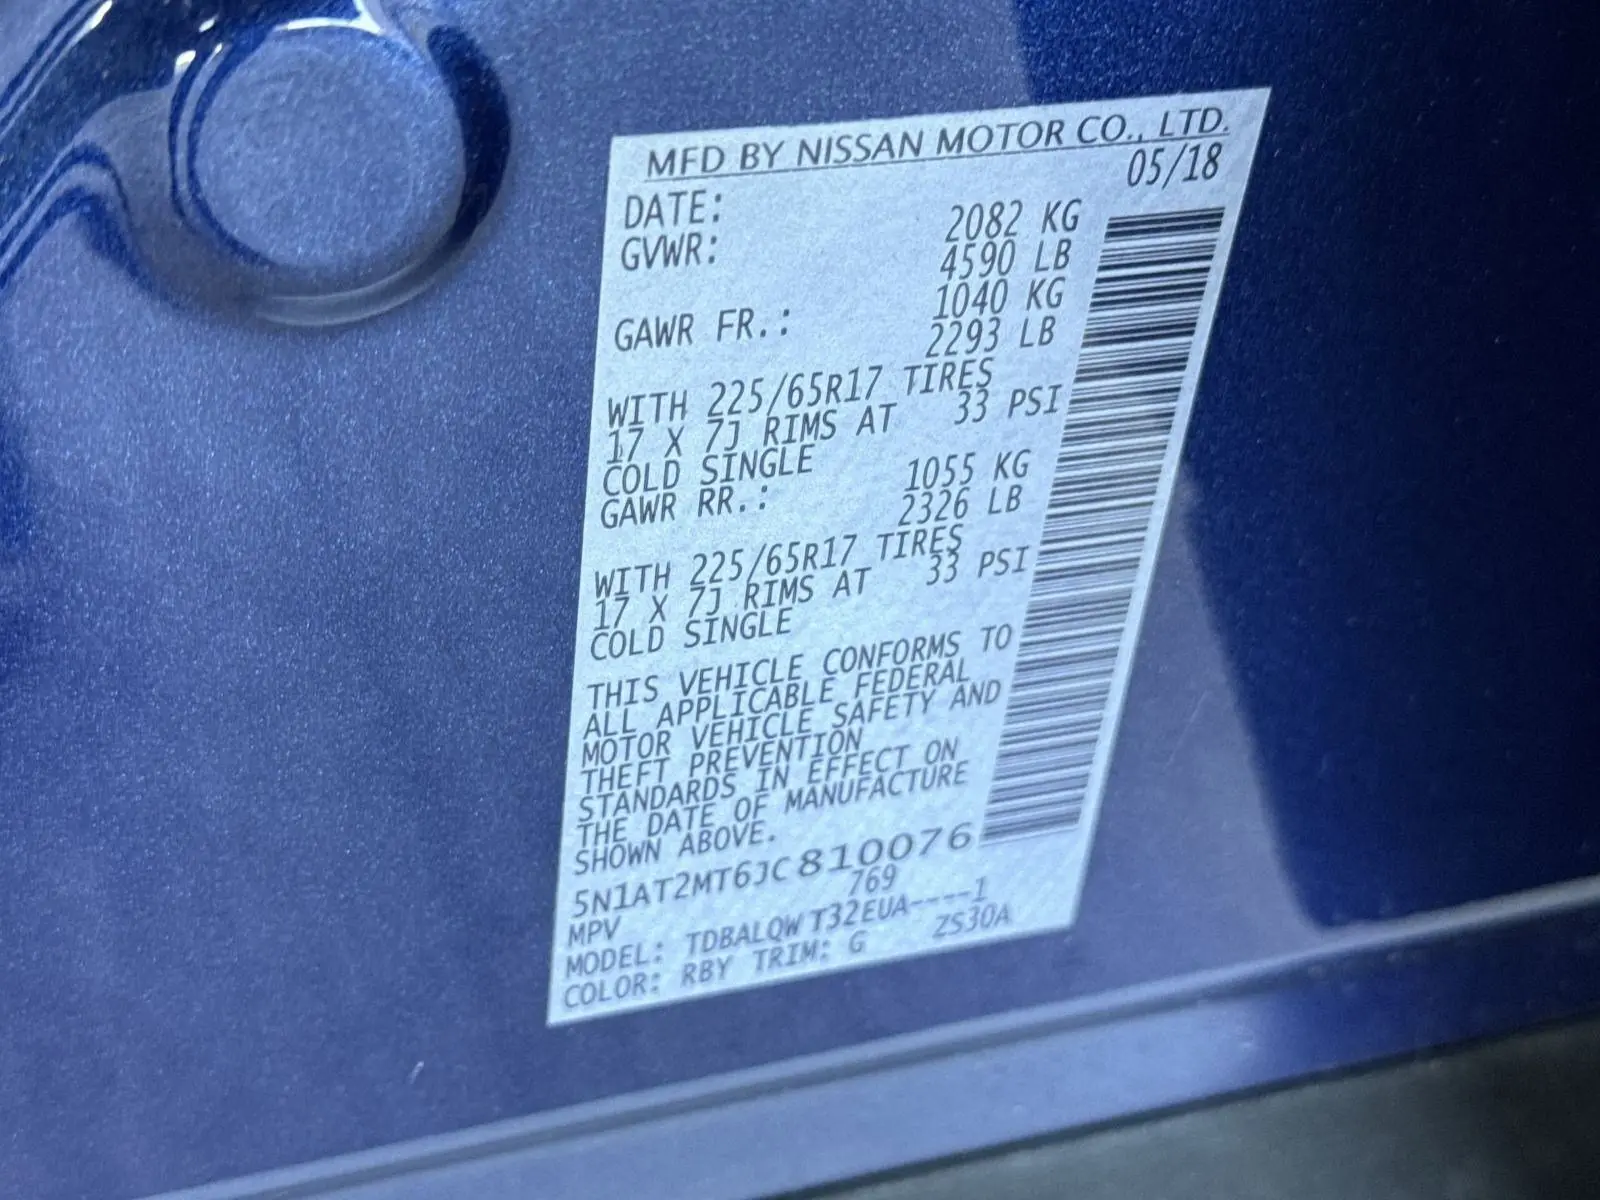 MFD BY NISSAN MOTOR CO., LTD.
DATE: 05/18
GVWR: 2082 KG
4590 LB
GAWR FR.: 1040 KG
2293 LB
WITH 225/65R17 TIRES
17 X 7J RIMS AT 33 PSI
COLD SINGLE
GAWR RR.: 1055 KG
2326 LB
WITH 225/65R17 TIRES
17 X 7J RIMS AT 33 PSI
COLD SINGLE
THIS VEHICLE CONFORMS TO
ALL APPLICABLE FEDERAL
MOTOR VEHICLE SAFETY AND
THEFT PREVENTION
STANDARDS IN EFFECT ON
THE DATE OF MANUFACTURE
SHOWN ABOVE.
5N1AT2MT6JC810076
MPV 769
MODEL: TDBALQWT32EUA----1
COLOR: RBY TRIM: G ZS30A